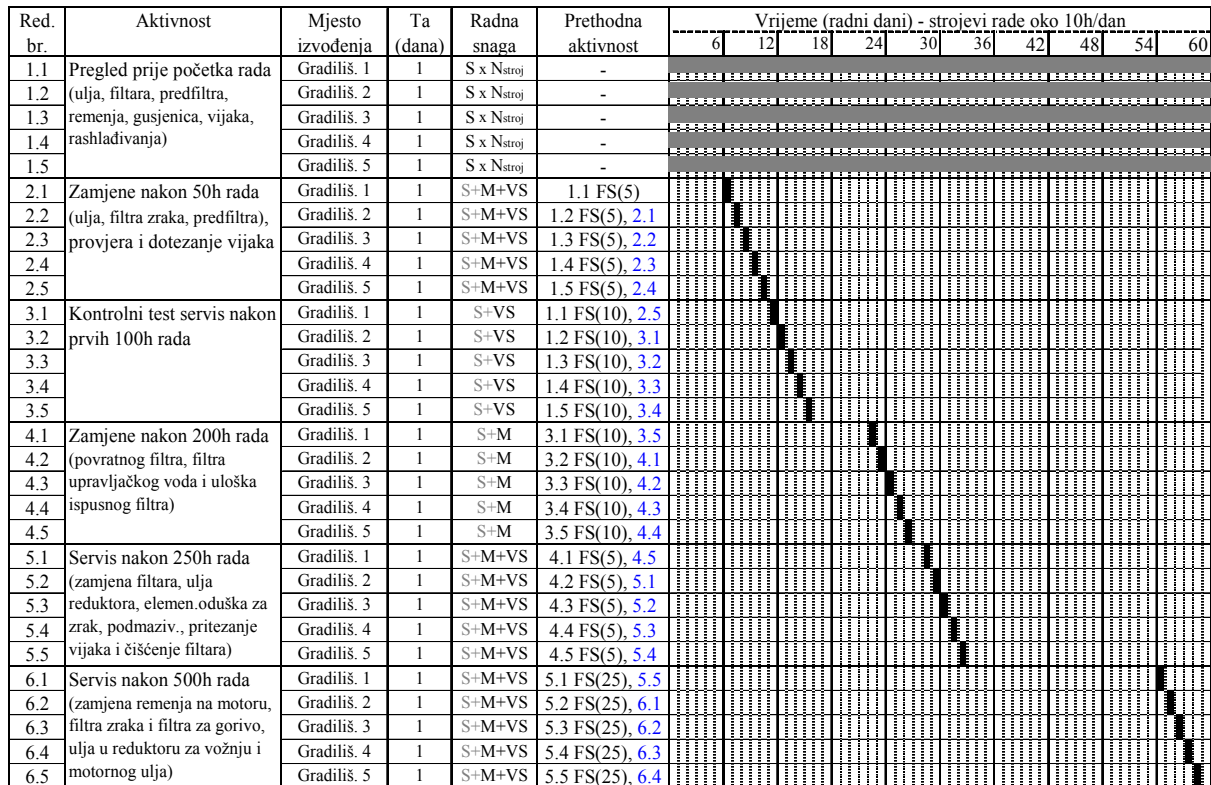 Red. Aktivnost Mjesto Ta Radna Prethodna Vrijeme (radni dani) - strojevi rade oko 10h/dan
br. izvođenja (dana) snaga aktivnost 6 12 18 24 30 36 42 48 54 60
1.1 Pregled prije početka rada Gradiliš. 1 1 S x Nstroj -
1.2 (ulja, filtara, predfiltra, Gradiliš. 2 1 S x Nstroj -
1.3 remenja, gusjenica, vijaka, Gradiliš. 3 1 S x Nstroj -
1.4 rashlađivanja) Gradiliš. 4 1 S x Nstroj -
1.5 Gradiliš. 5 1 S x Nstroj -
2.1 Zamjene nakon 50h rada Gradiliš. 1 1 S+M+VS 1.1 FS(5)
2.2 (ulja, filtra zraka, predfiltra), Gradiliš. 2 1 S+M+VS 1.2 FS(5), 2.1
2.3 provjera i dotezanje vijaka Gradiliš. 3 1 S+M+VS 1.3 FS(5), 2.2
2.4 Gradiliš. 4 1 S+M+VS 1.4 FS(5), 2.3
2.5 Gradiliš. 5 1 S+M+VS 1.5 FS(5), 2.4
3.1 Kontrolni test servis nakon Gradiliš. 1 1 S+VS 1.1 FS(10), 2.5
3.2 prvih 100h rada Gradiliš. 2 1 S+VS 1.2 FS(10), 3.1
3.3 Gradiliš. 3 1 S+VS 1.3 FS(10), 3.2
3.4 Gradiliš. 4 1 S+VS 1.4 FS(10), 3.3
3.5 Gradiliš. 5 1 S+VS 1.5 FS(10), 3.4
4.1 Zamjene nakon 200h rada Gradiliš. 1 1 S+M 3.1 FS(10), 3.5
4.2 (povratnog filtra, filtra Gradiliš. 2 1 S+M 3.2 FS(10), 4.1
4.3 upravljačkog voda i uloška Gradiliš. 3 1 S+M 3.3 FS(10), 4.2
4.4 ispusnog filtra) Gradiliš. 4 1 S+M 3.4 FS(10), 4.3
4.5 Gradiliš. 5 1 S+M 3.5 FS(10), 4.4
5.1 Servis nakon 250h rada Gradiliš. 1 1 S+M+VS 4.1 FS(5), 4.5
5.2 (zamjena filtara, ulja Gradiliš. 2 1 S+M+VS 4.2 FS(5), 5.1
5.3 reduktora, elemen.oduška za Gradiliš. 3 1 S+M+VS 4.3 FS(5), 5.2
5.4 zrak, podmaziv., pritezanje Gradiliš. 4 1 S+M+VS 4.4 FS(5), 5.3
5.5 vijaka i čišćenje filtara) Gradiliš. 5 1 S+M+VS 4.5 FS(5), 5.4
6.1 Servis nakon 500h rada Gradiliš. 1 1 S+M+VS 5.1 FS(25), 5.5
6.2 (zamjena remenja na motoru, Gradiliš. 2 1 S+M+VS 5.2 FS(25), 6.1
6.3 filtra zraka i filtra za gorivo, Gradiliš. 3 1 S+M+VS 5.3 FS(25), 6.2
6.4 ulja u reduktoru za vožnju i Gradiliš. 4 1 S+M+VS 5.4 FS(25), 6.3
6.5 motornog ulja) Gradiliš. 5 1 S+M+VS 5.5 FS(25), 6.4